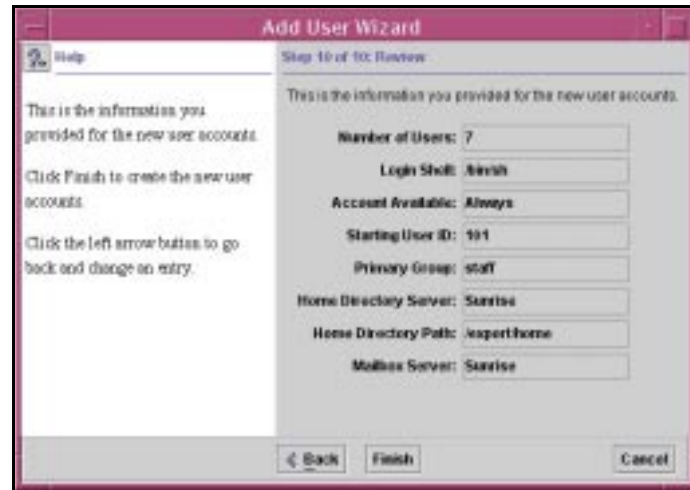 Add User Wizard
Help
Step 10 of 10: Review
This is the information you
provided for the new user accounts.
Click Finish to create the new user
accounts.
Click the left arrow button to go
back and change an entry.
This is the information you provided for the new user accounts.
Number of Users: 7
Login Shell: /bin/sh
Account Available: Always
Starting User ID: 101
Primary Group: staff
Home Directory Server: Sunrise
Home Directory Path: /export/home
Mailbox Server: Sunrise
Back
Finish
Cancel